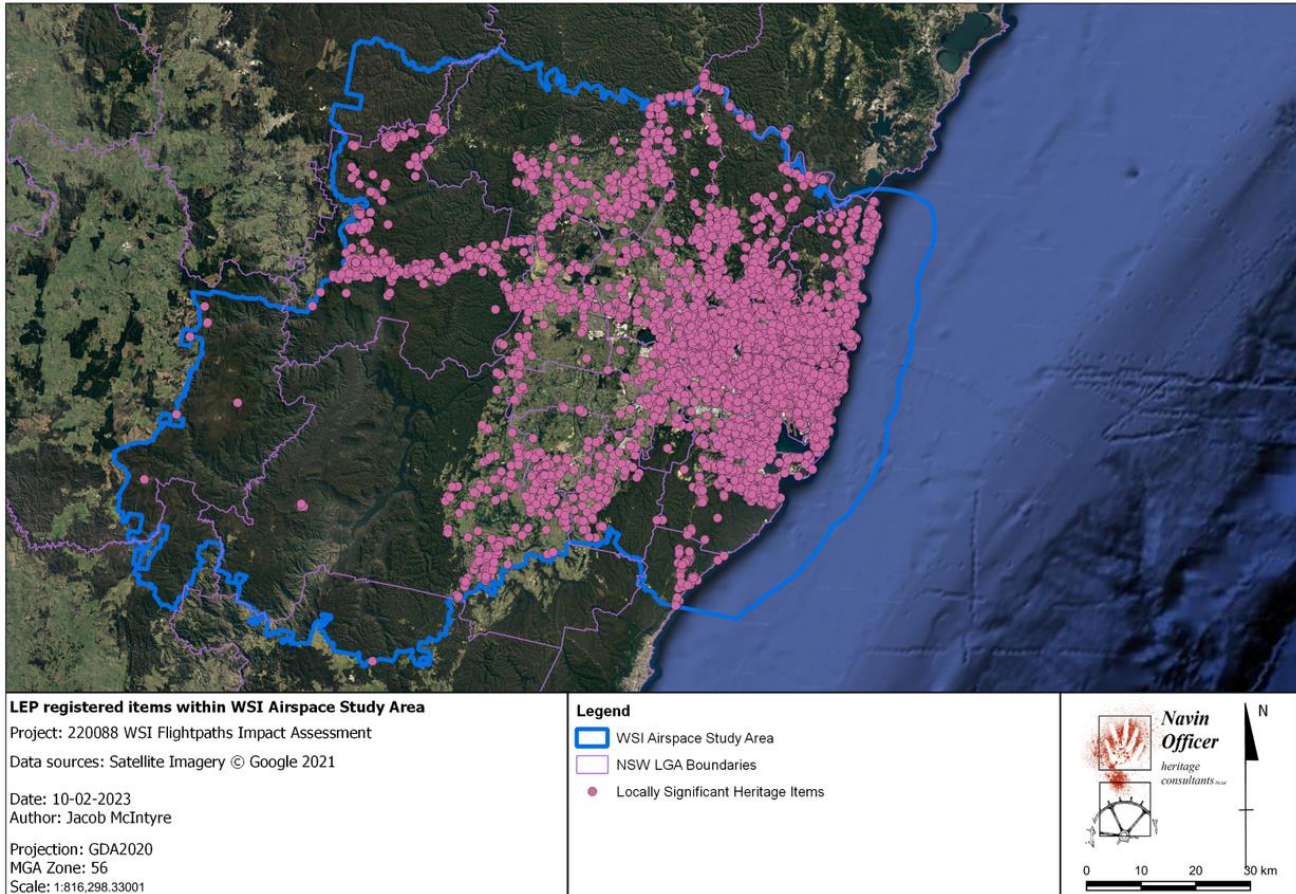 LEP registered items within WSI Airspace Study Area
Project: 220088 WSI Flightpaths Impact Assessment
Data sources: Satellite Imagery © Google 2021
Date: 10-02-2023
Author: Jacob McIntyre
Projection: GDA2020
MGA Zone: 56
Scale: 1:816,298.33001
Legend
WSI Airspace Study Area
NSW LGA Boundaries
Locally Significant Heritage Items
Navin
Officer
heritage
consultants
N
0 10 20 30 km